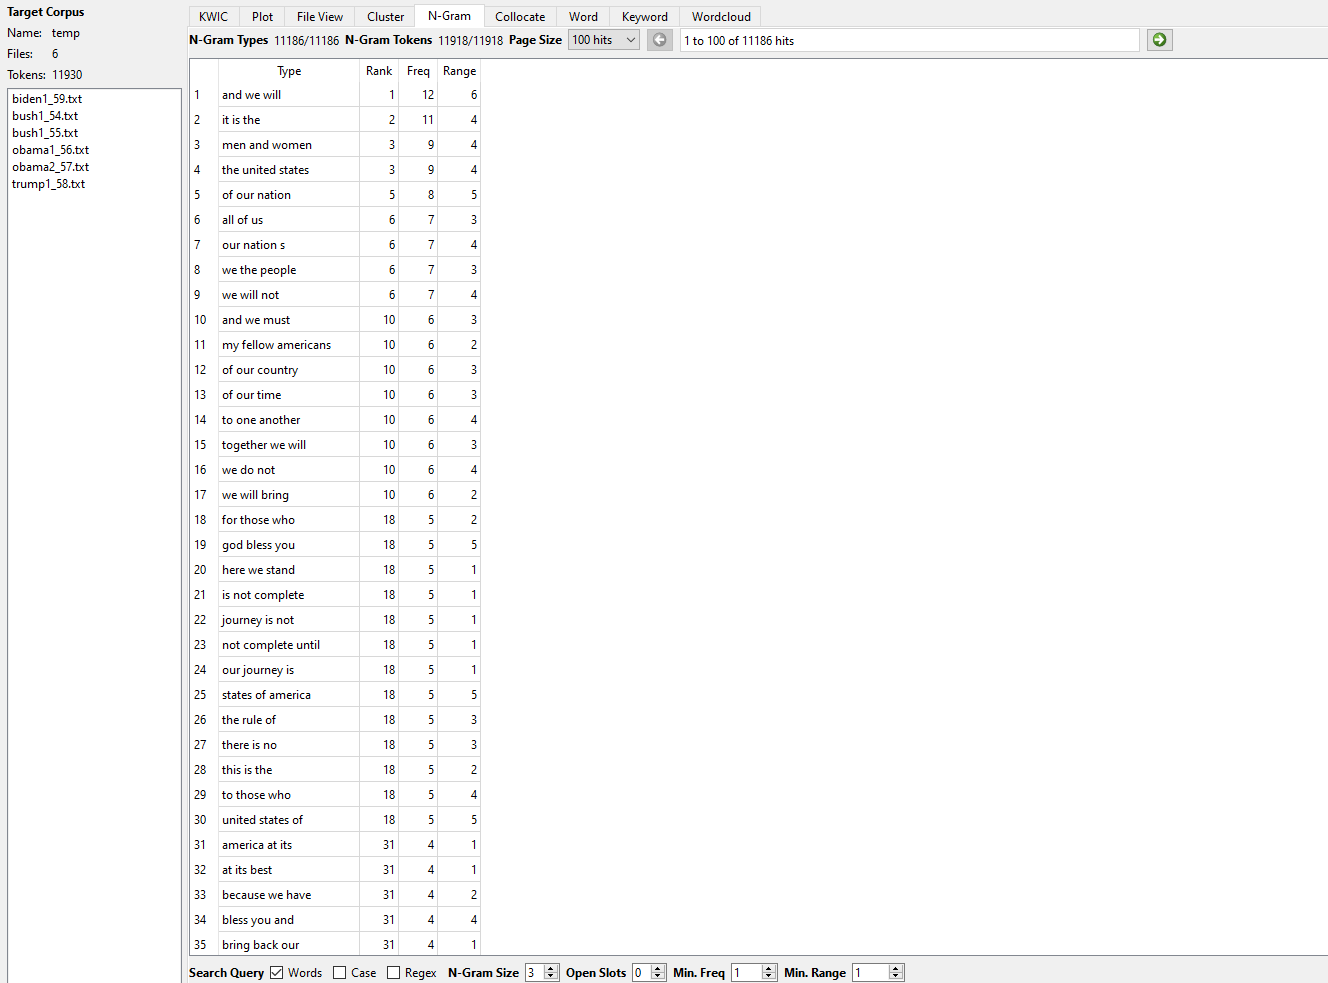 Target Corpus
Name: temp
Files: 6
Tokens: 11930
biden1_59.txt
bush1_54.txt
bush1_55.txt
obama1_56.txt
obama2_57.txt
trump1_58.txt
KWIC Plot File View Cluster N-Gram Collocate Word Keyword Wordcloud
N-Gram Types 11186/11186 N-Gram Tokens 11918/11918 Page Size 100 hits 1 to 100 of 11186 hits
Type Rank Freq Range
1 and we will 1 12 6
2 it is the 2 11 4
3 men and women 3 9 4
4 the united states 3 9 4
5 of our nation 5 8 5
6 all of us 6 7 3
7 our nation s 6 7 4
8 we the people 6 7 3
9 we will not 6 7 4
10 and we must 10 6 3
11 my fellow americans 10 6 2
12 of our country 10 6 3
13 of our time 10 6 3
14 to one another 10 6 4
15 together we will 10 6 3
16 we do not 10 6 4
17 we will bring 10 6 2
18 for those who 18 5 2
19 god bless you 18 5 5
20 here we stand 18 5 1
21 is not complete 18 5 1
22 journey is not 18 5 1
23 not complete until 18 5 1
24 our journey is 18 5 1
25 states of america 18 5 5
26 the rule of 18 5 3
27 there is no 18 5 3
28 this is the 18 5 2
29 to those who 18 5 4
30 united states of 18 5 5
31 america at its 31 4 1
32 at its best 31 4 1
33 because we have 31 4 2
34 bless you and 31 4 4
35 bring back our 31 4 1
Search Query Words Case Regex N-Gram Size 3 Open Slots 0 Min. Freq 1 Min. Range 1